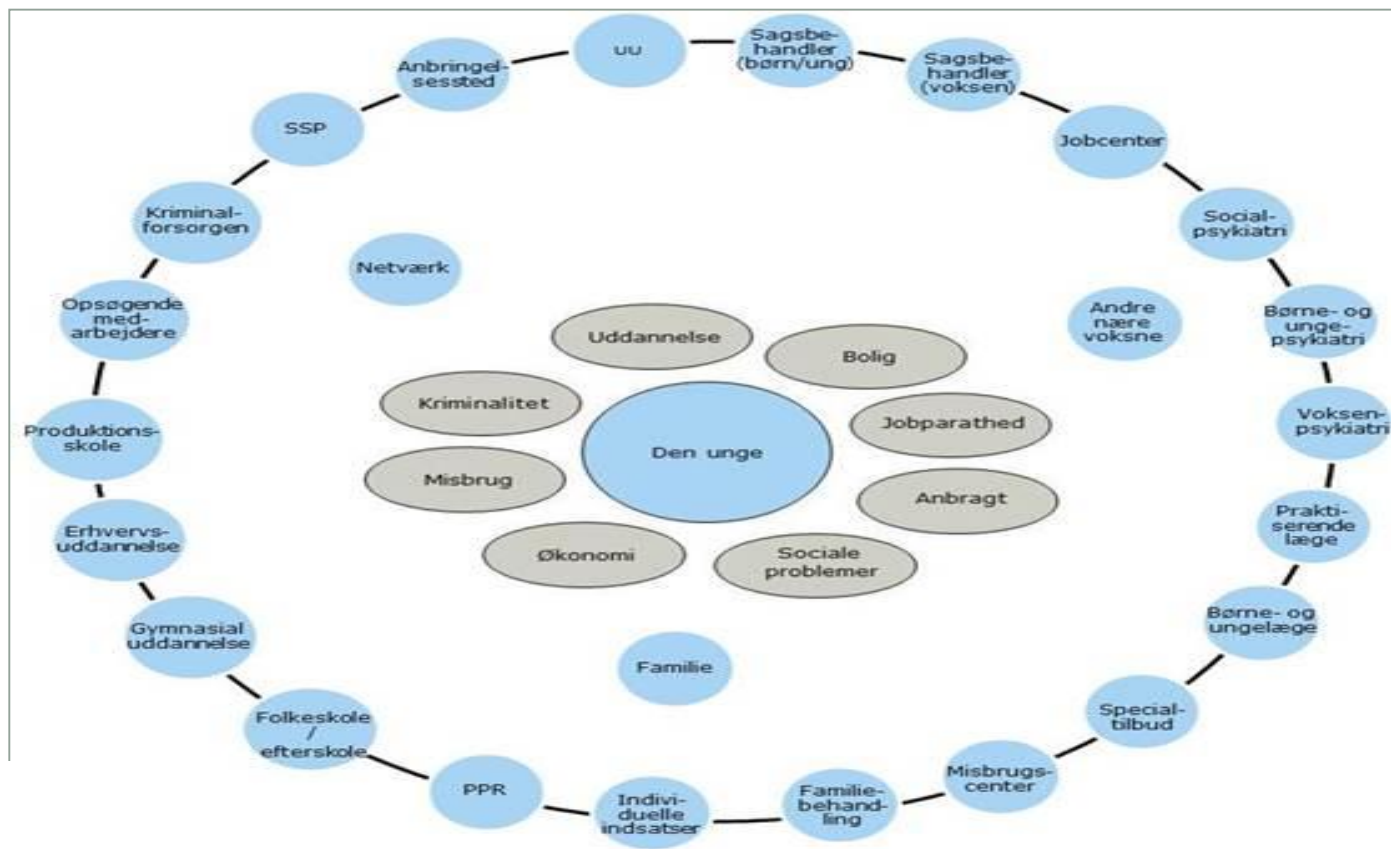 UU
Sagsbe-
handler
(børn/ung)
Sagsbe-
handler
(voksen)
Jobcenter
Social-
psykiatri
Børne- og
unge-
psykiatri
Voksen-
psykiatri
Prakti-
serende
læge
Børne- og
ungelæge
Special-
tilbud
Misbrugs-
center
Familie-
behand-
ling
Indivi-
duelle
indsatser
PPR
Folkeskole
/
efterskole
Gymnasial
uddannelse
Erhvervs-
uddannelse
Produktions-
skole
Opsøgende
med-
arbejdere
Kriminal-
forsorgen
SSP
Anbringel-
sessted
Netværk
Andre
nære
voksne
Familie
Uddannelse
Bolig
Jobparathed
Anbragt
Sociale
problemer
Økonomi
Misbrug
Kriminalitet
Den unge